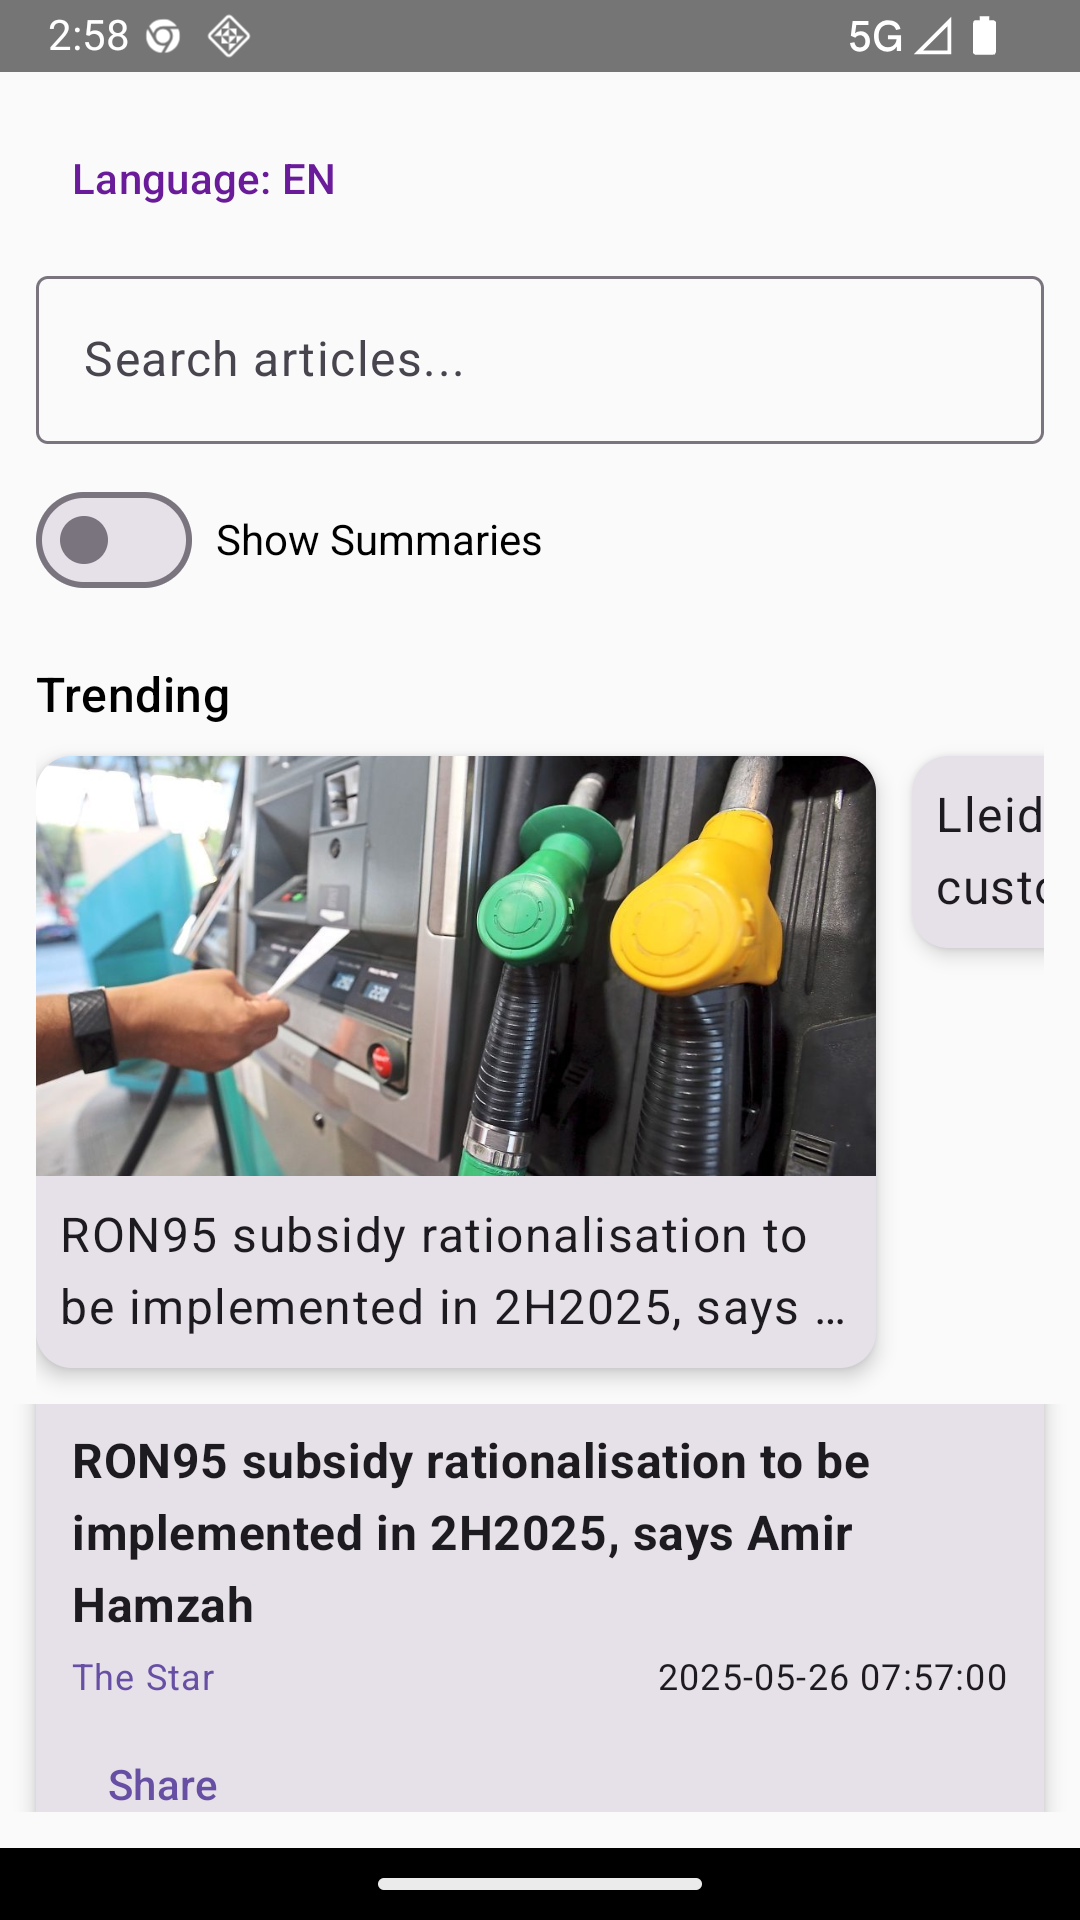 2:58
5G
Language: EN
Search articles...
Show Summaries
Trending
RON95 subsidy rationalisation to
be implemented in 2H2025, says ...
Lleid
custo
RON95 subsidy rationalisation to be
implemented in 2H2025, says Amir
Hamzah
The Star
2025-05-26 07:57:00
Share